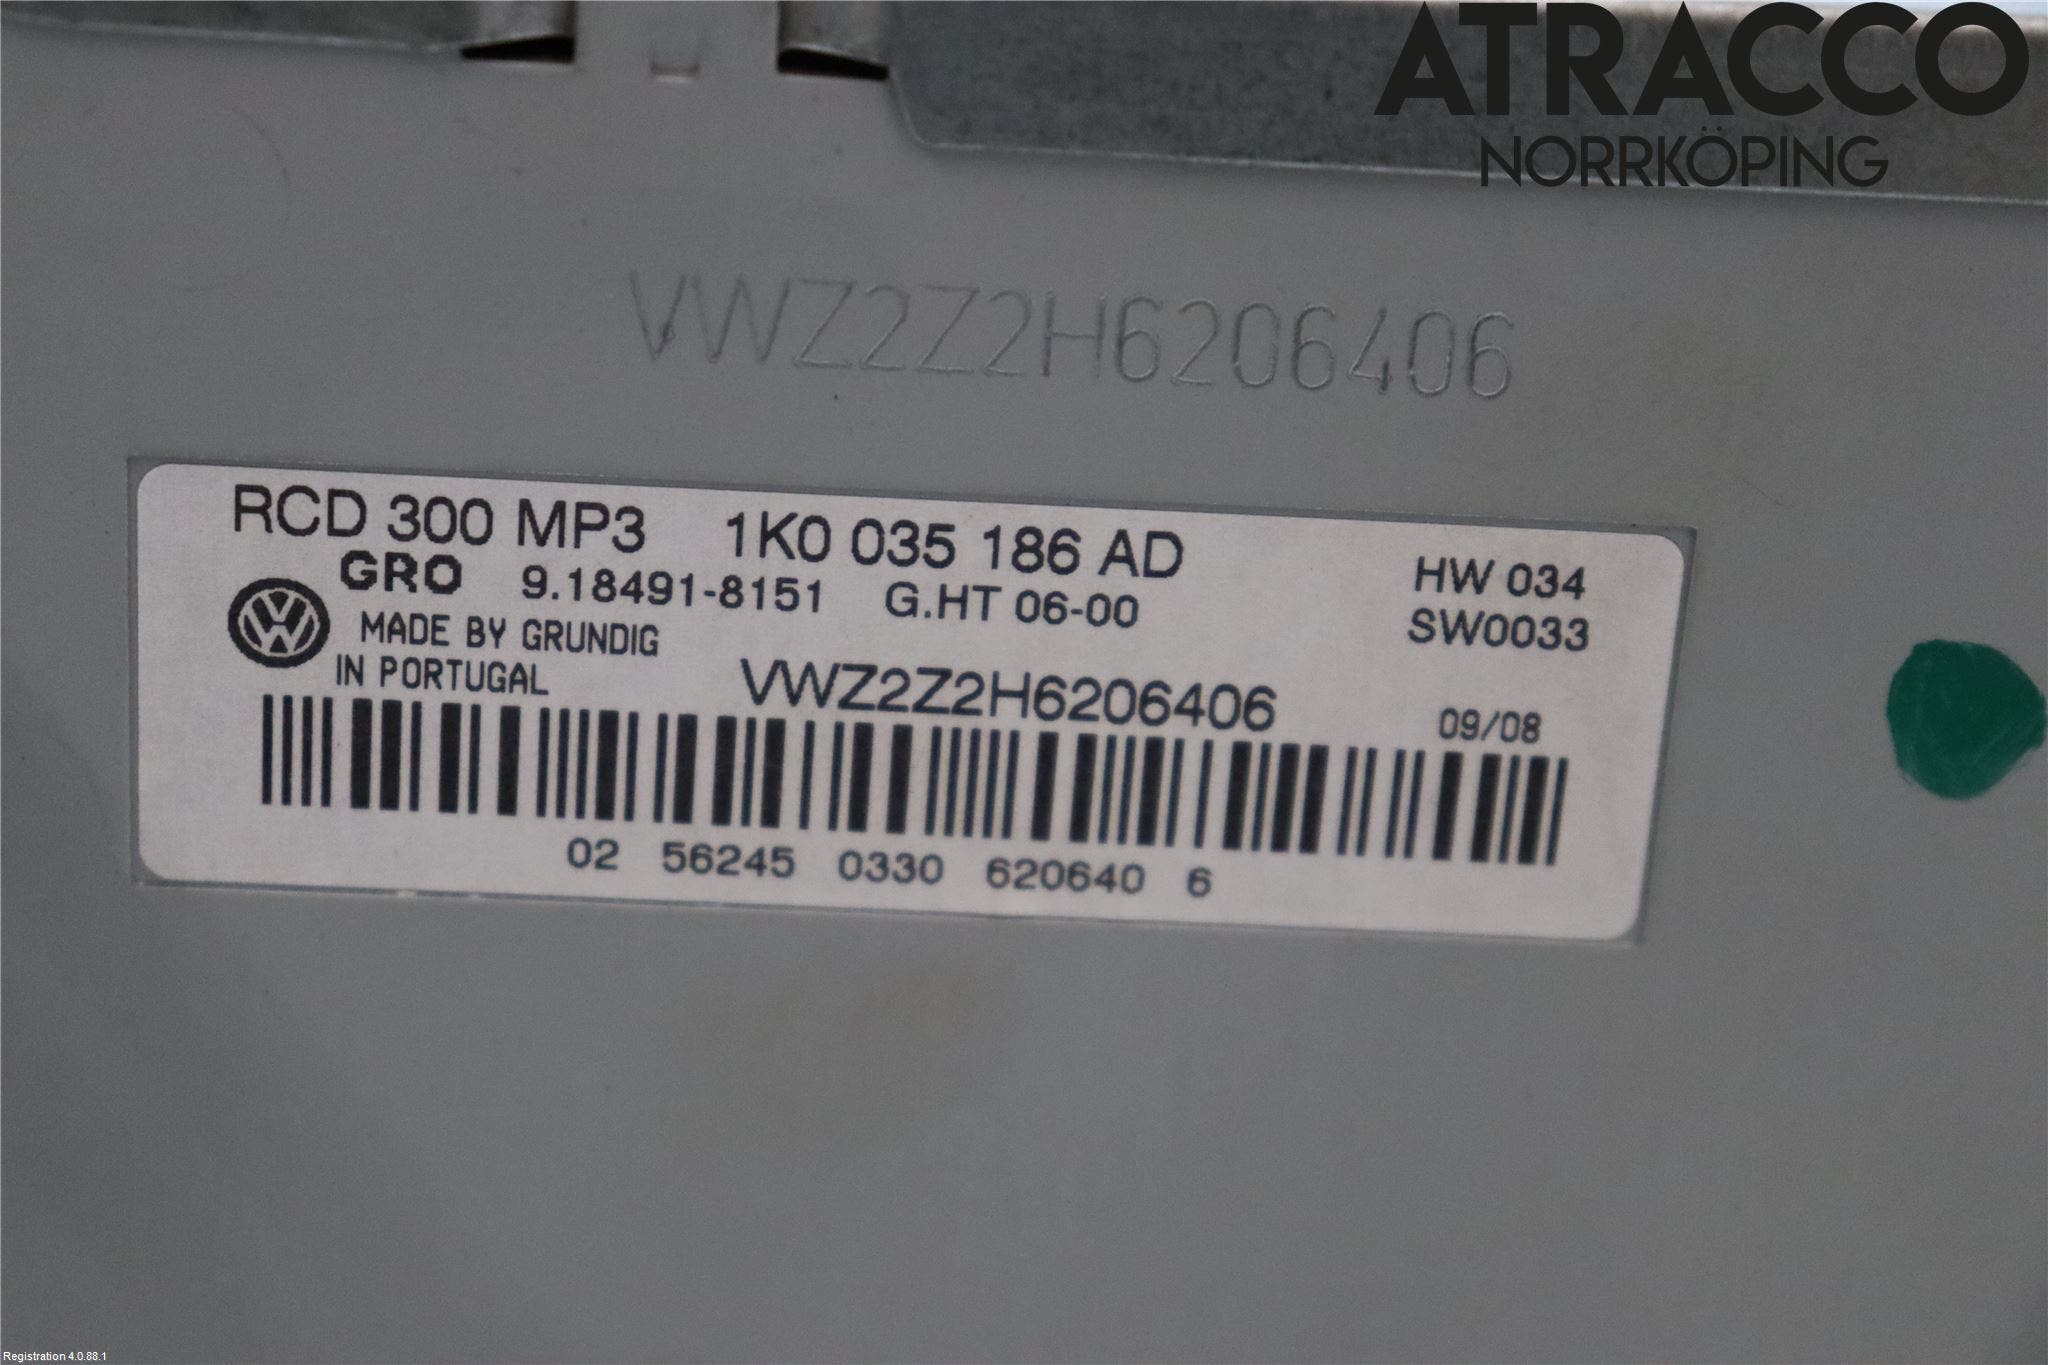 ATRACCO
NORRKÖPING
VWZ2Z2H6206406
RCD 300 MP3 1K0 035 186 AD
HW 034
GRO 9.18491-8151 G.HT 06-00
SW0033
MADE BY GRUNDIG
IN PORTUGAL
VWZ2Z2H6206406
09/08
02 56245 0330 620640 6
Registration 4.0.88.1